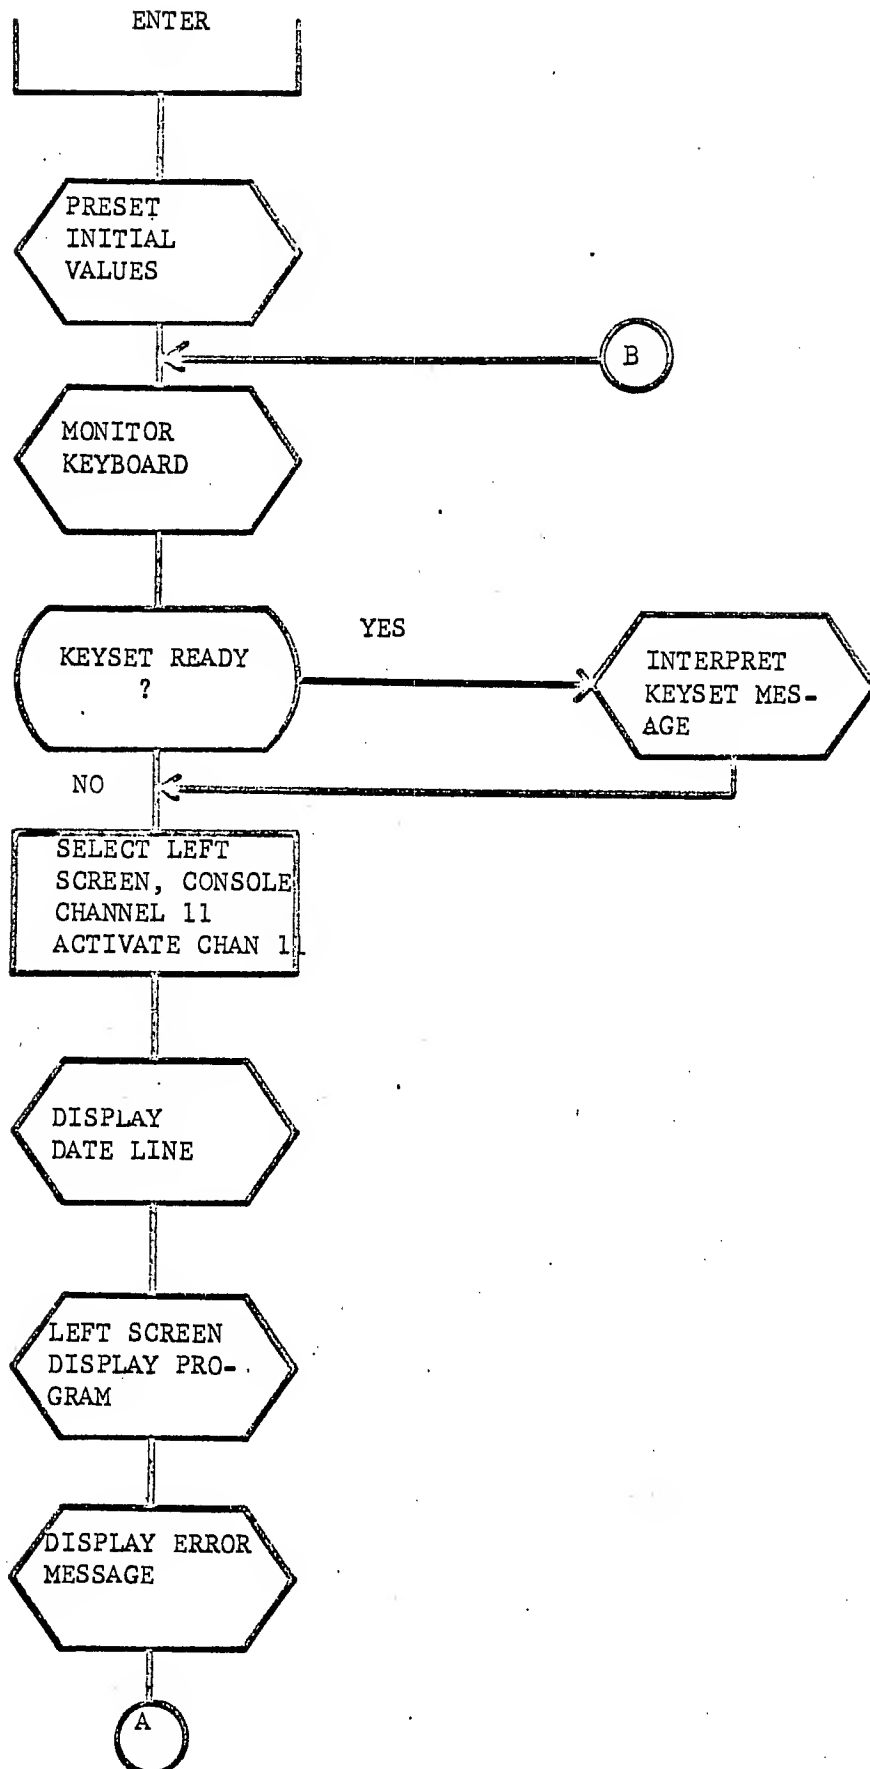 ENTER
PRESET
INITIAL
VALUES
B
MONITOR
KEYBOARD
KEYSET READY
?
YES
INTERPRET
KEYSET MES-
AGE
NO
SELECT LEFT
SCREEN, CONSOLE
CHANNEL 11
ACTIVATE CHAN 11
DISPLAY
DATE LINE
LEFT SCREEN
DISPLAY PRO-
GRAM
DISPLAY ERROR
MESSAGE
A